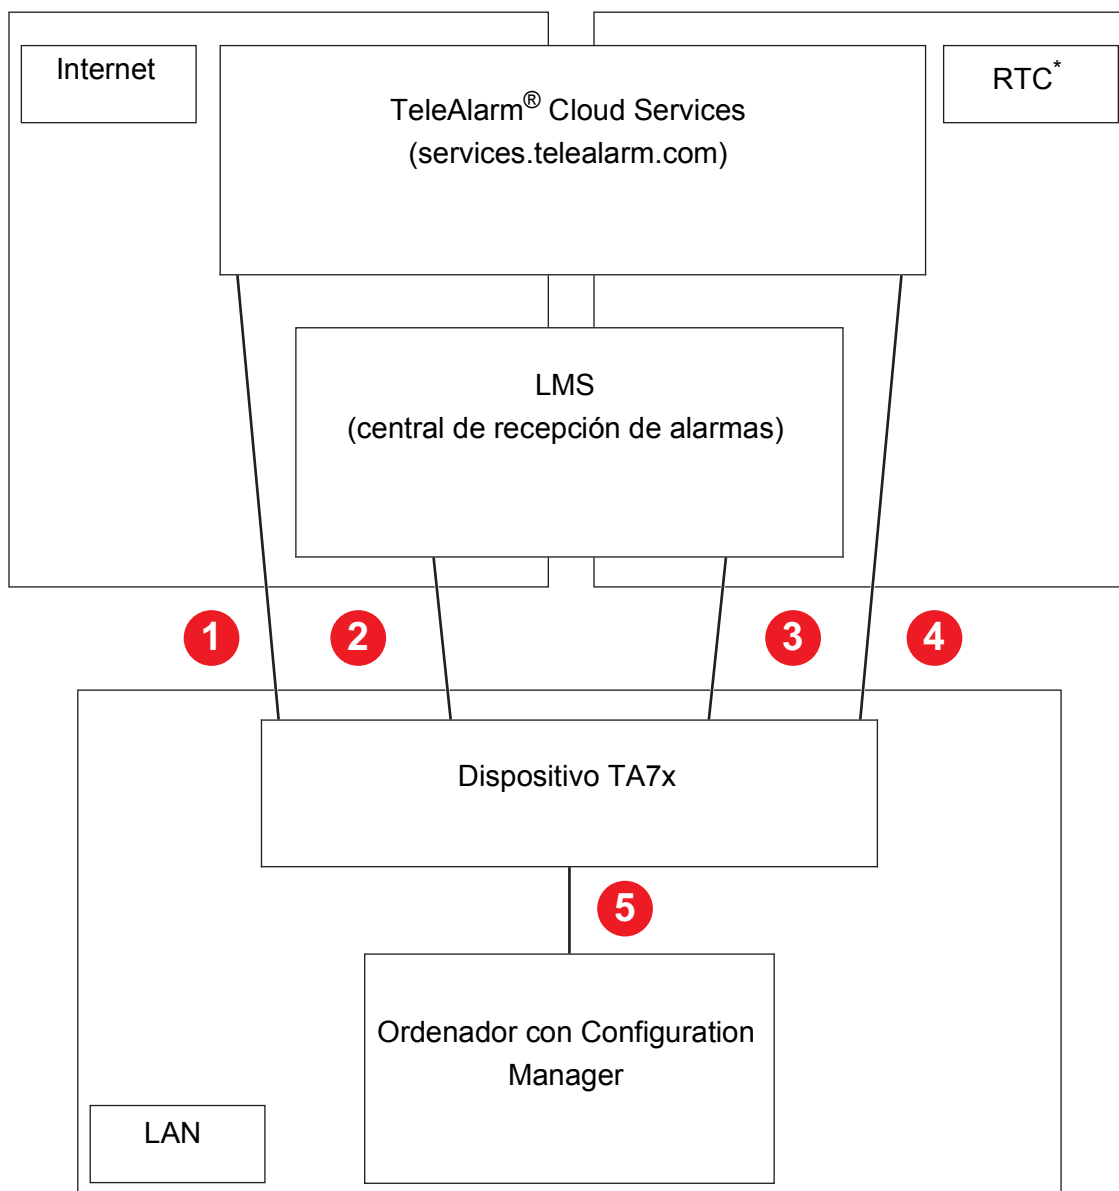 Internet
TeleAlarm® Cloud Services
(services.telealarm.com)
RTC*
LMS
(central de recepción de alarmas)
1
2
3
4
Dispositivo TA7x
5
Ordenador con Configuration
Manager
LAN